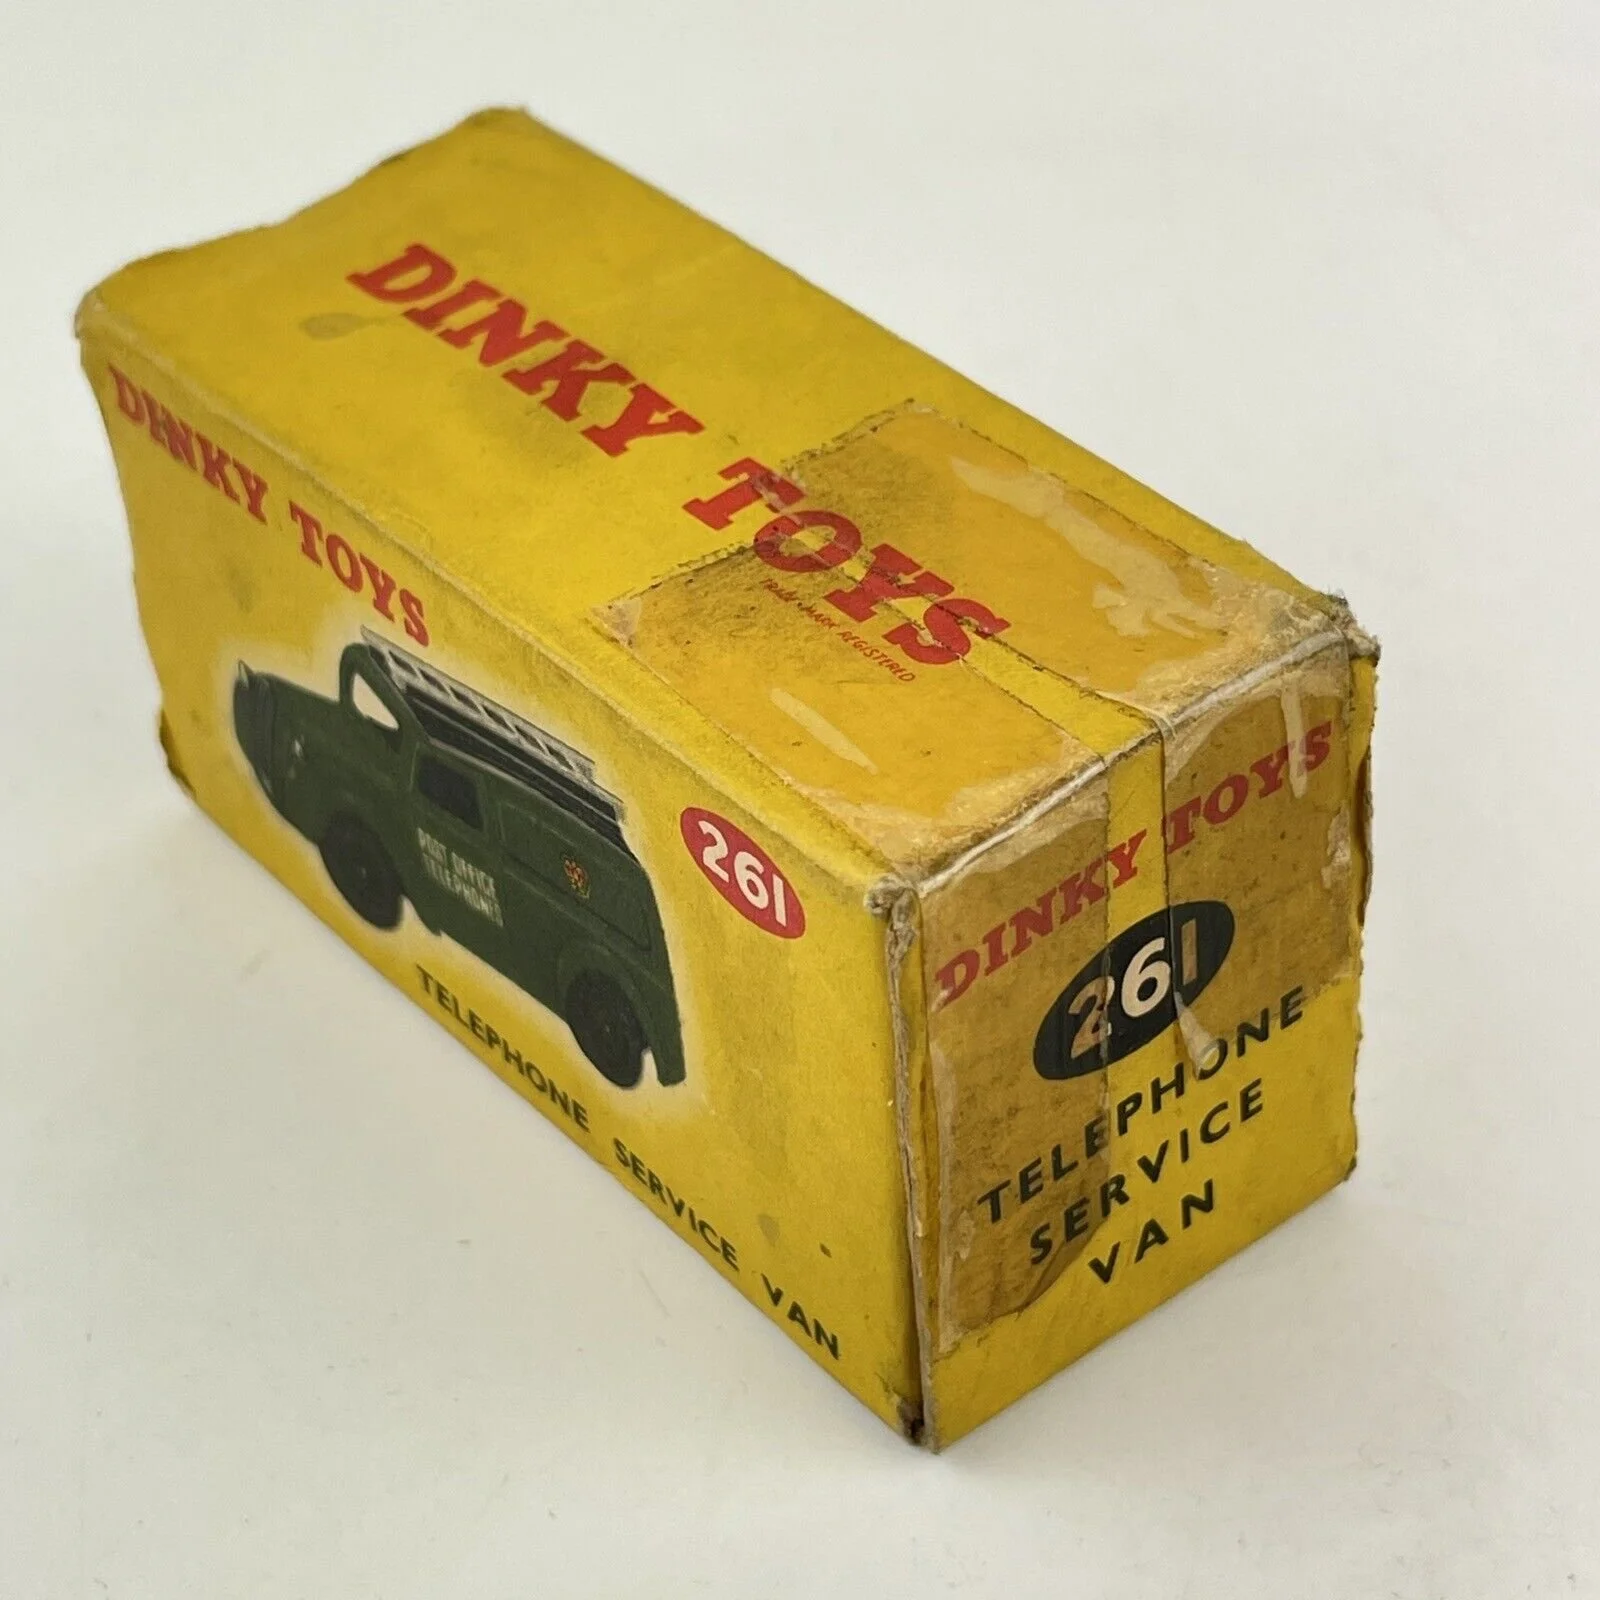 DINKY TOYS
TRADE-MARK REGISTERED
DINKY TOYS
POST OFFICE
TELEPHONES
261
TELEPHONE SERVICE VAN
DINKY TOYS
261
TELEPHONE
SERVICE
VAN